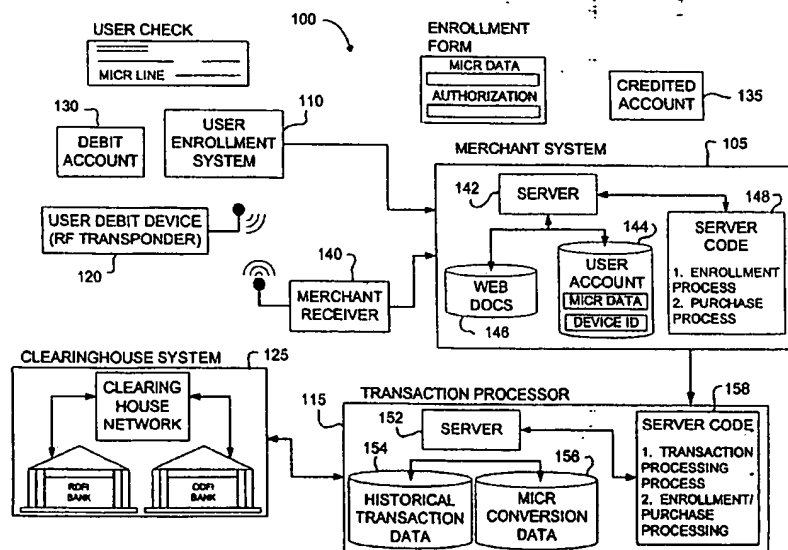 USER CHECK
MICR LINE
100
ENROLLMENT
FORM
MICR DATA
AUTHORIZATION
CREDITED
ACCOUNT
135
130
DEBIT
ACCOUNT
USER
ENROLLMENT
SYSTEM
110
MERCHANT SYSTEM
105
142
SERVER
148
SERVER
CODE
1. ENROLLMENT
PROCESS
2. PURCHASE
PROCESS
144
USER
ACCOUNT
MICR DATA
DEVICE ID
WEB
DOCS
146
USER DEBIT DEVICE
(RF TRANSPONDER)
120
140
MERCHANT
RECEIVER
CLEARINGHOUSE SYSTEM
125
CLEARING
HOUSE
NETWORK
RDFI
BANK
ODFI
BANK
TRANSACTION PROCESSOR
115
152
SERVER
158
SERVER CODE
1. TRANSACTION
PROCESSING
PROCESS
2. ENROLLMENT/
PURCHASE
PROCESSING
154
HISTORICAL
TRANSACTION
DATA
156
MICR
CONVERSION
DATA